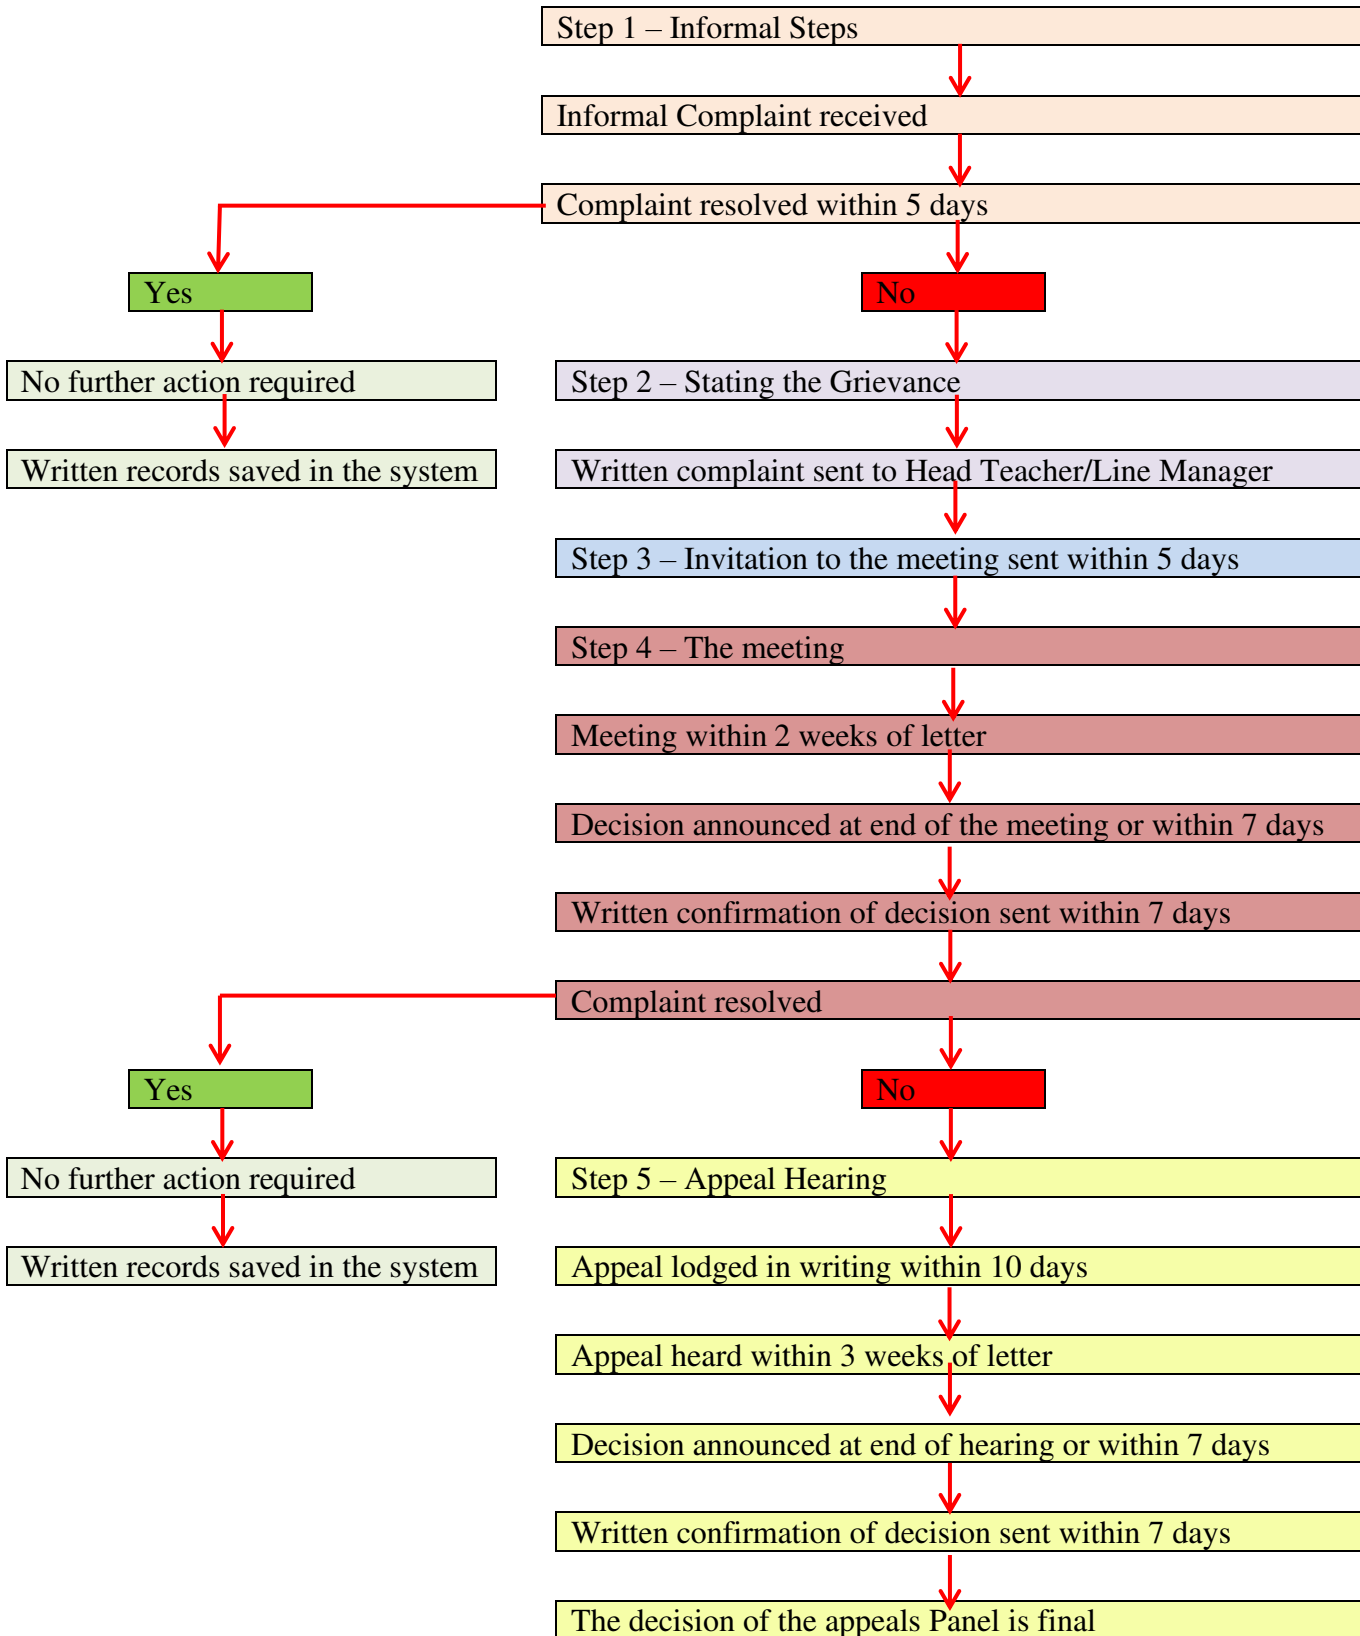 Step 1 – Informal Steps
Informal Complaint received
Complaint resolved within 5 days
Yes
No
No further action required
Step 2 – Stating the Grievance
Written records saved in the system
Written complaint sent to Head Teacher/Line Manager
Step 3 – Invitation to the meeting sent within 5 days
Step 4 – The meeting
Meeting within 2 weeks of letter
Decision announced at end of the meeting or within 7 days
Written confirmation of decision sent within 7 days
Complaint resolved
Yes
No
No further action required
Step 5 – Appeal Hearing
Written records saved in the system
Appeal lodged in writing within 10 days
Appeal heard within 3 weeks of letter
Decision announced at end of hearing or within 7 days
Written confirmation of decision sent within 7 days
The decision of the appeals Panel is final